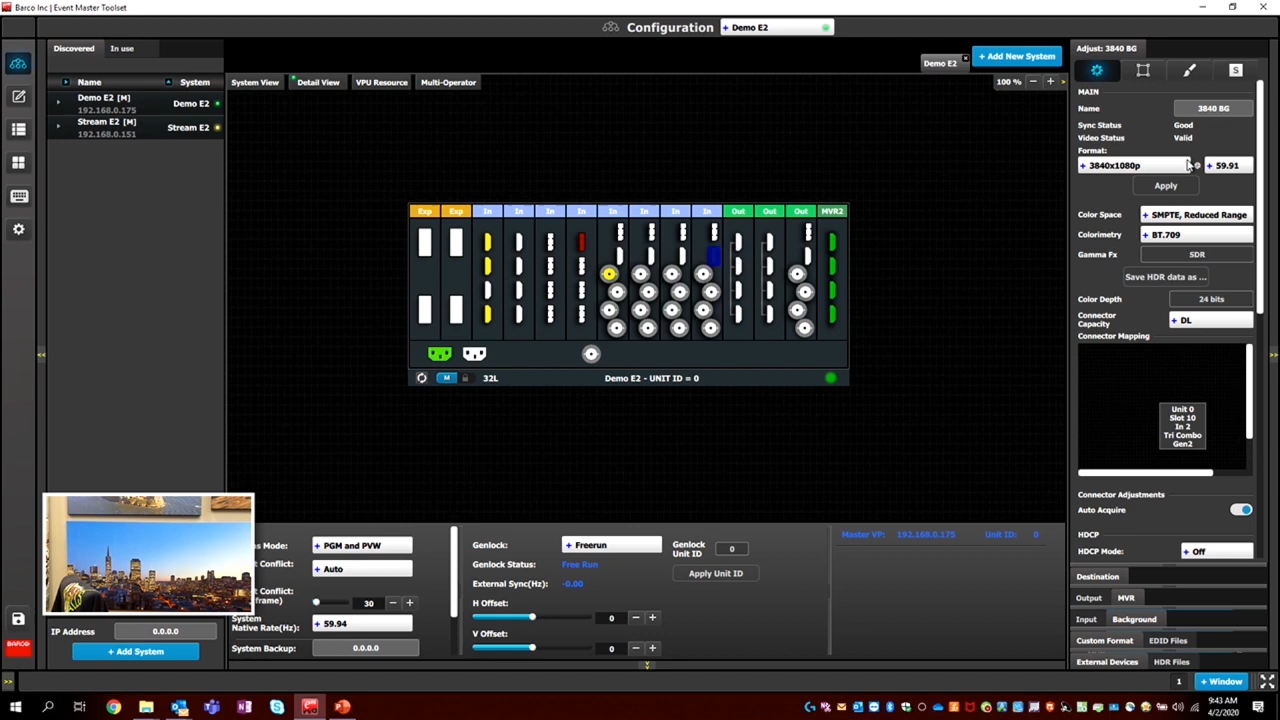 Barco Inc | Event Master Toolset
Configuration
+ Demo E2
Discovered
In use
Name
System
Demo E2 [M]
192.168.0.175
Demo E2
Stream E2 [M]
192.168.0.151
Stream E2
Demo E2
+ Add New System
System View
Detail View
VPU Resource
Multi-Operator
100 %
Exp
Exp
In
In
In
In
In
In
In
In
Out
Out
Out
MVR2
M
32L
Demo E2 - UNIT ID = 0
Adjust: 3840 BG
S
MAIN
Name
3840 BG
Sync Status
Good
Video Status
Valid
Format:
+ 3840x1080p
+ 59.91
Apply
Color Space
+ SMPTE, Reduced Range
Colorimetry
+ BT.709
Gamma Fx
SDR
Save HDR data as ...
Color Depth
24 bits
Connector
Capacity
+ DL
Connector Mapping
Unit 0
Slot 10
In 2
Tri Combo
Gen2
Connector Adjustments
Auto Acquire
HDCP
HDCP Mode:
+ Off
Destination
Output
MVR
Input
Background
Custom Format
EDID Files
External Devices
HDR Files
s Mode:
+ PGM and PVW
Conflict:
+ Auto
Conflict:
frame)
30
System
Native Rate(Hz)
+ 59.94
System Backup:
0.0.0.0
Genlock:
+ Freerun
Genlock
Unit ID
0
Genlock Status:
Free Run
Apply Unit ID
External Sync(Hz)
-0.00
H Offset:
0
V Offset:
0
Master VP:
192.168.0.175
Unit ID:
0
IP Address
0.0.0.0
+ Add System
BARCO
1
+ Window
9:43 AM
4/2/2020